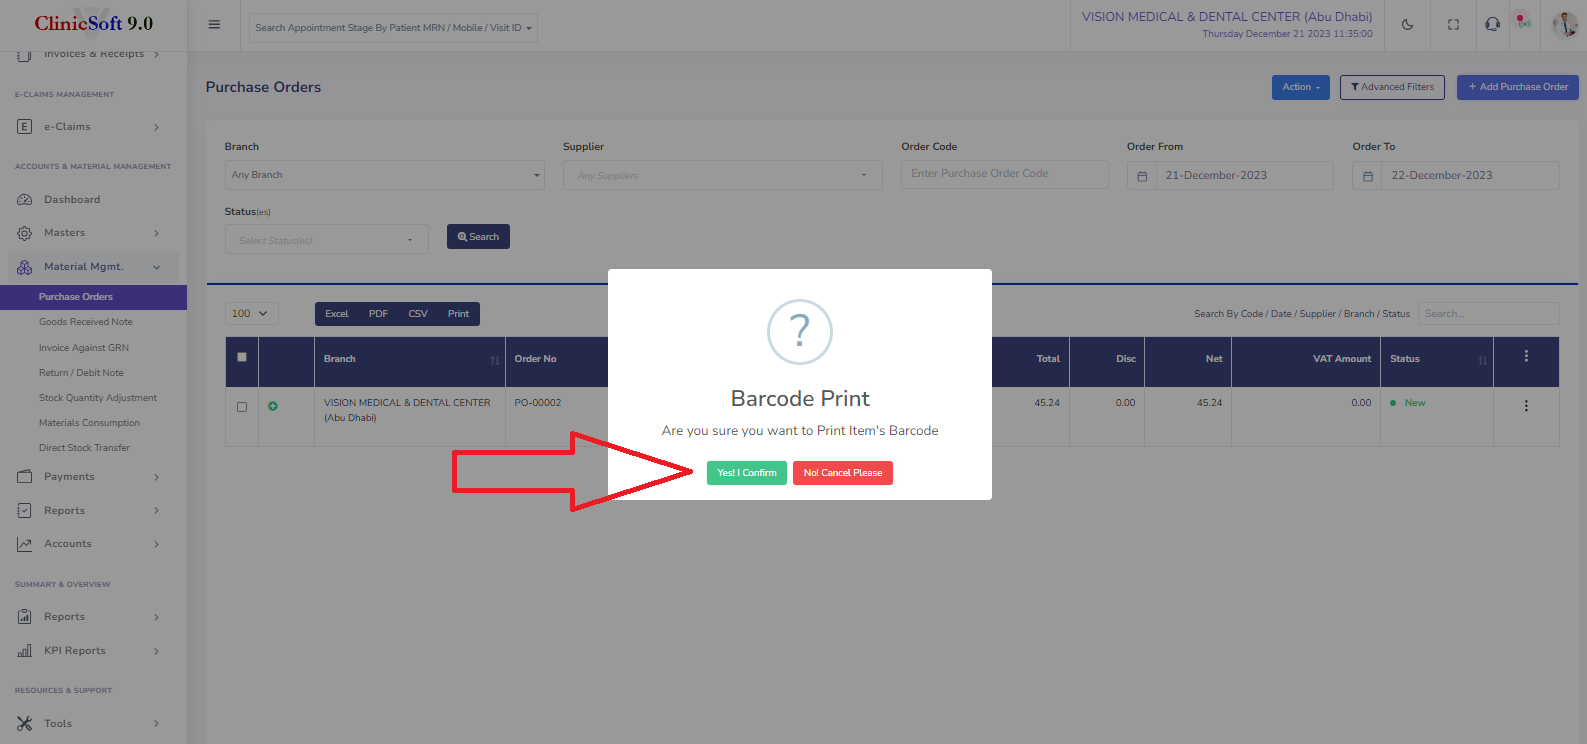 ClinicSoft 9.0
Search Appointment Stage By Patient MRN / Mobile / Visit ID
VISION MEDICAL & DENTAL CENTER (Abu Dhabi)
Thursday December 21 2023 11:35:00
Invoices & Receipts
E-CLAIMS MANAGEMENT
e-Claims
ACCOUNTS & MATERIAL MANAGEMENT
Dashboard
Masters
Material Mgmt.
Purchase Orders
Goods Received Note
Invoice Against GRN
Return / Debit Note
Stock Quantity Adjustment
Materials Consumption
Direct Stock Transfer
Payments
Reports
Accounts
SUMMARY & OVERVIEW
Reports
KPI Reports
RESOURCES & SUPPORT
Tools
Purchase Orders
Action
Advanced Filters
+ Add Purchase Order
Branch
Supplier
Order Code
Order From
Order To
Any Branch
Any Suppliers
Enter Purchase Order Code
21-December-2023
22-December-2023
Status(es)
Select Status(es)
Search
100
Excel PDF CSV Print
Search By Code / Date / Supplier / Branch / Status
Search...
Branch Order No Total Disc Net VAT Amount Status
VISION MEDICAL & DENTAL CENTER
(Abu Dhabi)
PO-00002 45.24 0.00 45.24 0.00 New
?
Barcode Print
Are you sure you want to Print Item's Barcode
Yes! I Confirm
No! Cancel Please